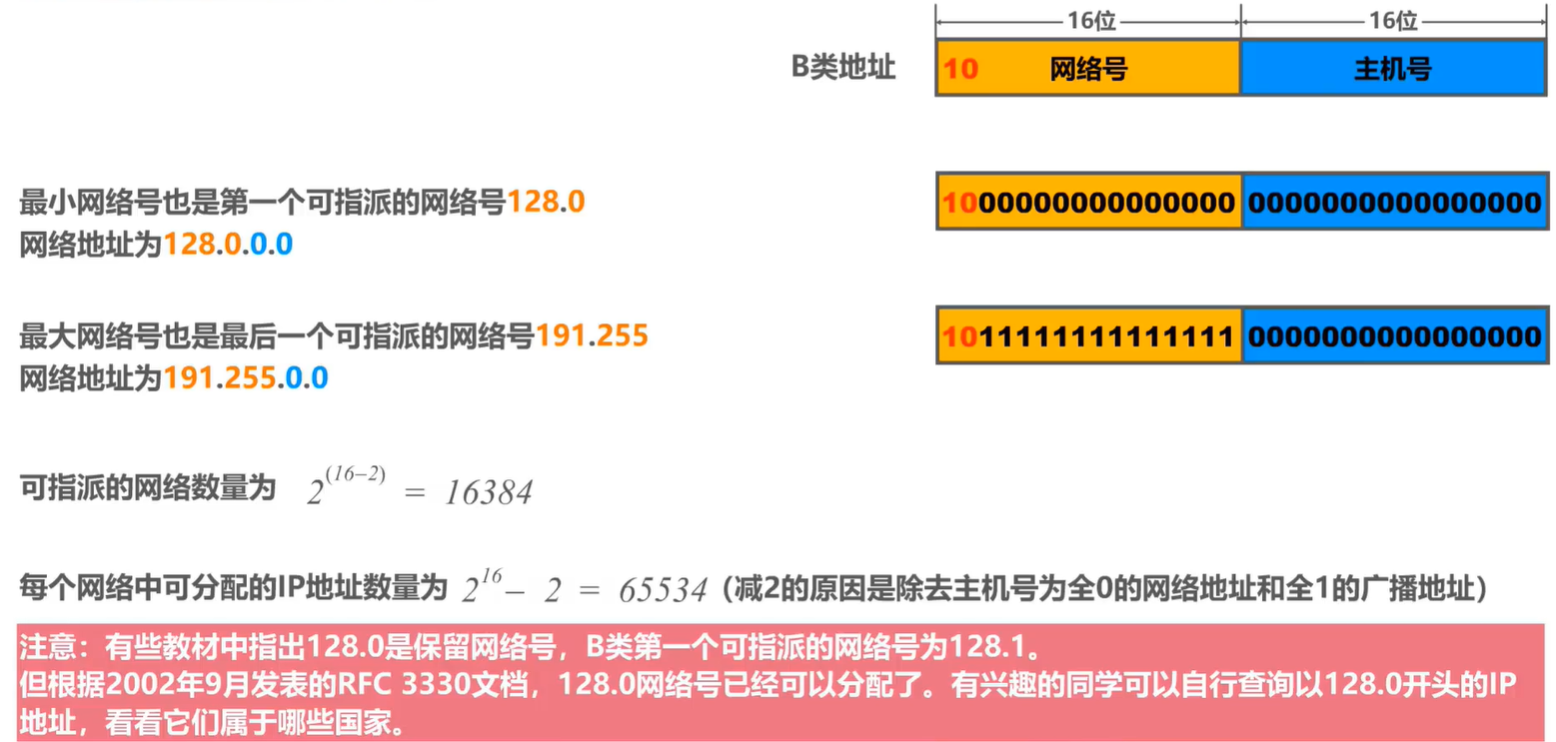 16位 16位
B类地址 10 网络号 主机号
最小网络号也是第一个可指派的网络号128.0
网络地址为128.0.0.0
1000000000000000 0000000000000000
最大网络号也是最后一个可指派的网络号191.255
网络地址为191.255.0.0
1011111111111111 0000000000000000
可指派的网络数量为 2^(16−2) = 16384
每个网络中可分配的IP地址数量为 2^16 − 2 = 65534（减2的原因是除去主机号为全0的网络地址和全1的广播地址）
注意：有些教材中指出128.0是保留网络号，B类第一个可指派的网络号为128.1。
但根据2002年9月发表的RFC 3330文档，128.0网络号已经可以分配了。有兴趣的同学可以自行查询以128.0开头的IP
地址，看看它们属于哪些国家。